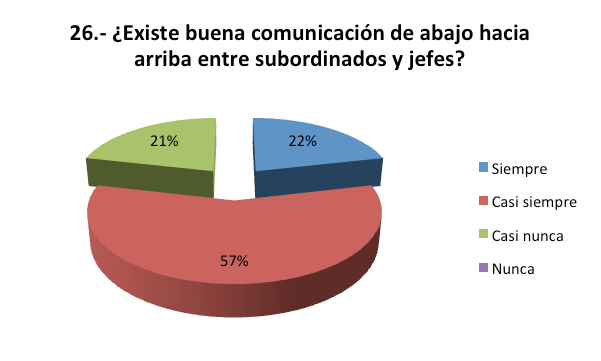 26.- ¿Existe buena comunicación de abajo hacia
arriba entre subordinados y jefes?
21%
22%
57%
Siempre
Casi siempre
Casi nunca
Nunca